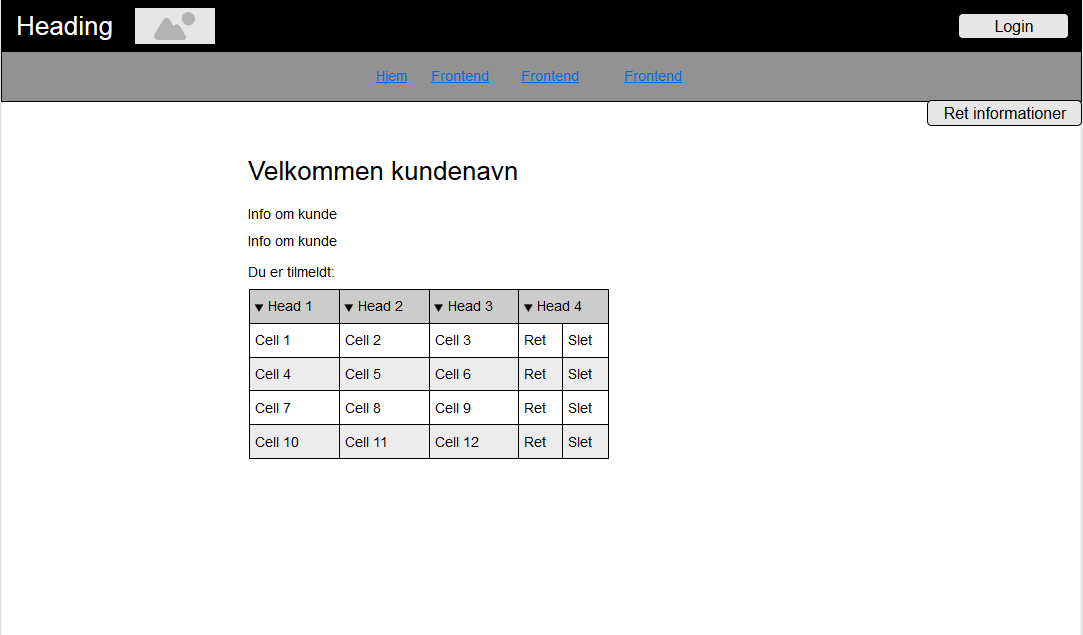 Heading Login
Hjem Frontend Frontend Frontend
Ret informationer
Velkommen kundenavn
Info om kunde
Info om kunde
Du er tilmeldt:
Head 1 Head 2 Head 3 Head 4
Cell 1 Cell 2 Cell 3 Ret Slet
Cell 4 Cell 5 Cell 6 Ret Slet
Cell 7 Cell 8 Cell 9 Ret Slet
Cell 10 Cell 11 Cell 12 Ret Slet